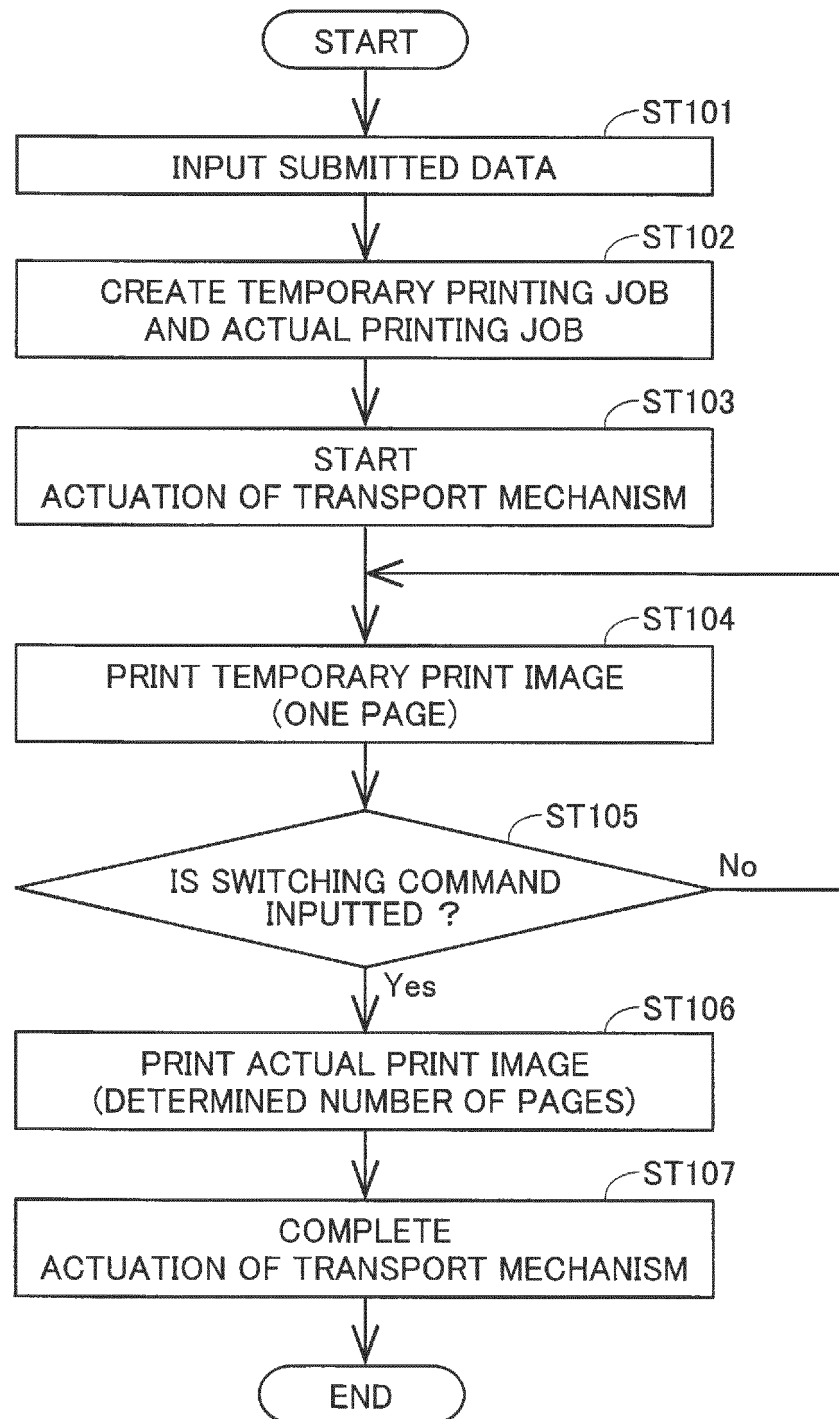 START
ST101
INPUT SUBMITTED DATA
ST102
CREATE TEMPORARY PRINTING JOB
AND ACTUAL PRINTING JOB
ST103
START
ACTUATION OF TRANSPORT MECHANISM
ST104
PRINT TEMPORARY PRINT IMAGE
(ONE PAGE)
ST105
IS SWITCHING COMMAND
INPUTTED ?
No
Yes
ST106
PRINT ACTUAL PRINT IMAGE
(DETERMINED NUMBER OF PAGES)
ST107
COMPLETE
ACTUATION OF TRANSPORT MECHANISM
END